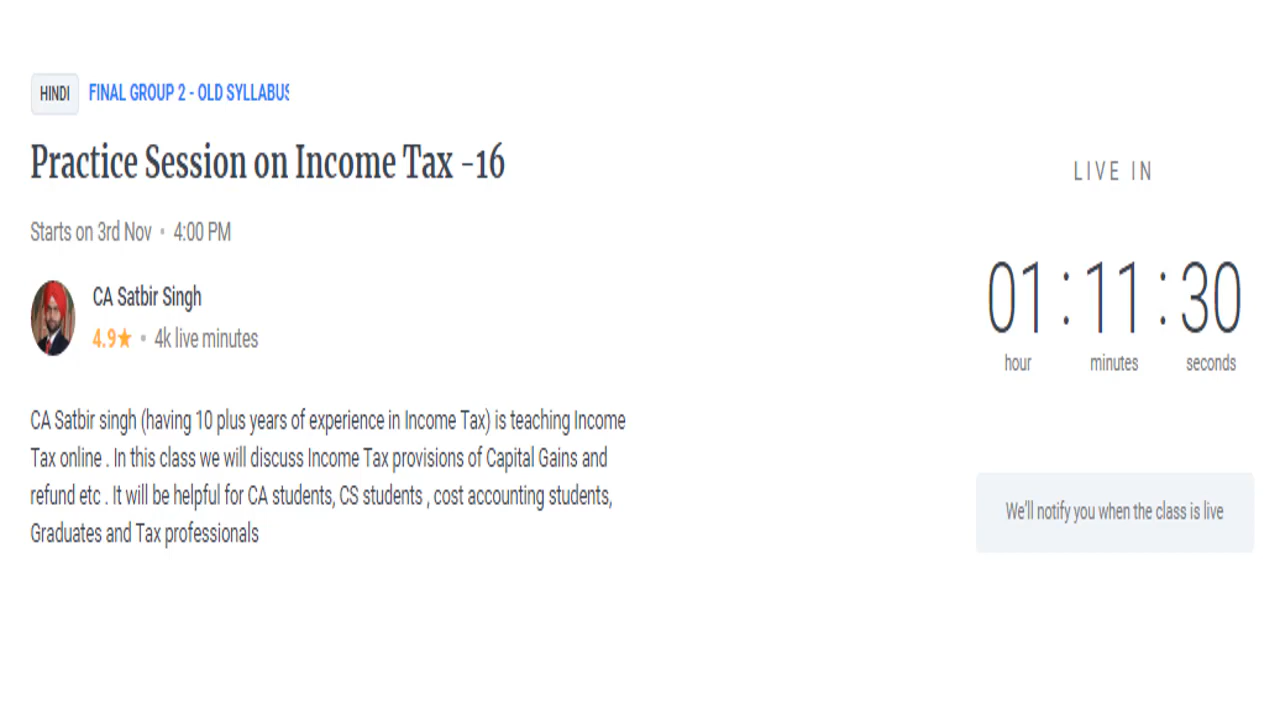 HINDI FINAL GROUP 2 - OLD SYLLABUS
Practice Session on Income Tax -16
Starts on 3rd Nov • 4:00 PM
CA Satbir Singh
4.9★ • 4k live minutes
CA Satbir singh (having 10 plus years of experience in Income Tax) is teaching Income
Tax online . In this class we will discuss Income Tax provisions of Capital Gains and
refund etc . It will be helpful for CA students, CS students , cost accounting students,
Graduates and Tax professionals
LIVE IN
01 : 11 : 30
hour minutes seconds
We'll notify you when the class is live